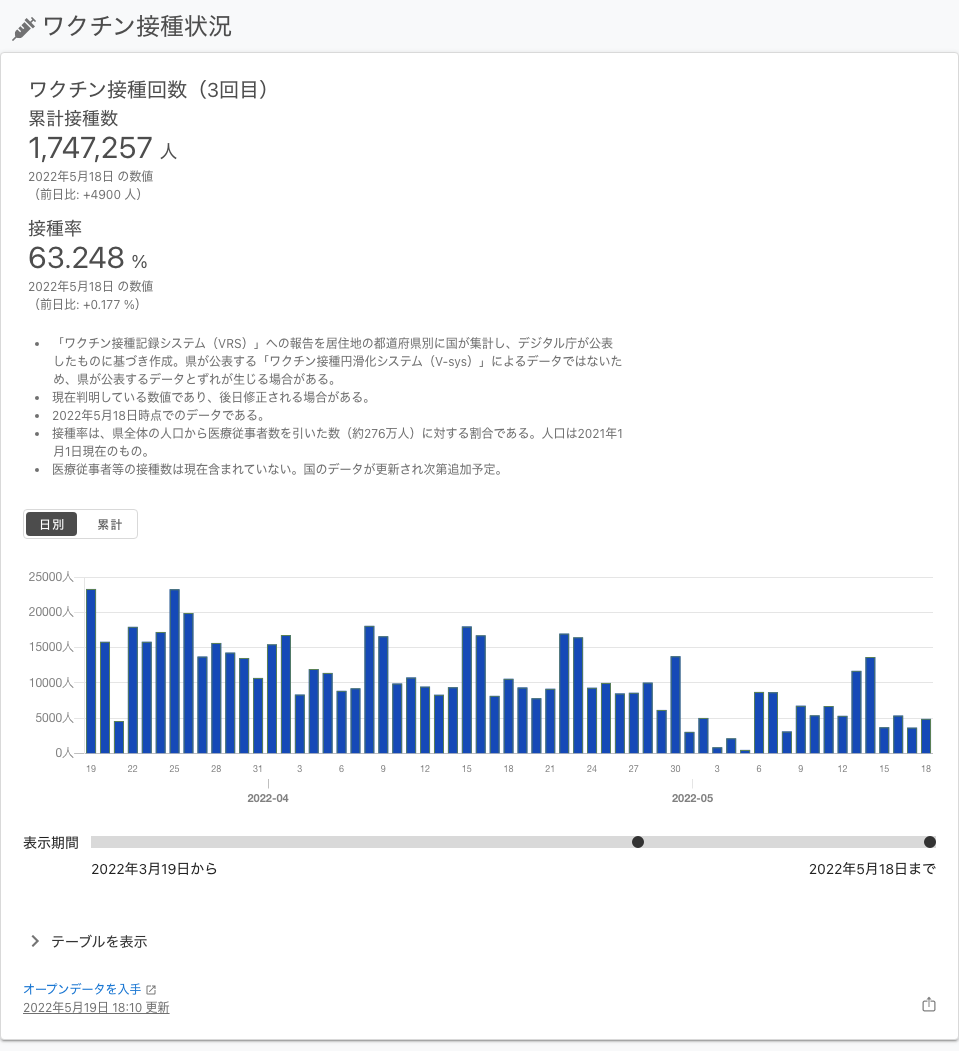 ワクチン接種状況
ワクチン接種回数（3回目）
累計接種数
1,747,257 人
2022年5月18日 の数値
（前日比: +4900 人）
接種率
63.248 %
2022年5月18日 の数値
（前日比: +0.177 %）
• 「ワクチン接種記録システム（VRS）」への報告を居住地の都道府県別に国が集計し、デジタル庁が公表
したものに基づき作成。県が公表する「ワクチン接種円滑化システム（V-sys）」によるデータではないた
め、県が公表するデータとずれが生じる場合がある。
• 現在判明している数値であり、後日修正される場合がある。
• 2022年5月18日時点でのデータである。
• 接種率は、県全体の人口から医療従事者数を引いた数（約276万人）に対する割合である。人口は2021年1
月1日現在のもの。
• 医療従事者等の接種数は現在含まれていない。国のデータが更新され次第追加予定。
日別 累計
25000人
20000人
15000人
10000人
5000人
0人
19 22 25 28 31 3 6 9 12 15 18 21 24 27 30 3 6 9 12 15 18
2022-04 2022-05
表示期間
2022年3月19日から 2022年5月18日まで
テーブルを表示
オープンデータを入手
2022年5月19日 18:10 更新